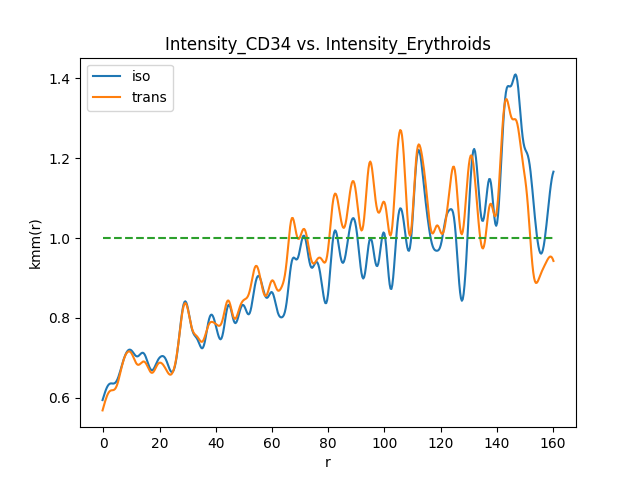 Intensity_CD34 vs. Intensity_Erythroids
iso
trans
kmm(r)
1.4
1.2
1.0
0.8
0.6
0 20 40 60 80 100 120 140 160
r